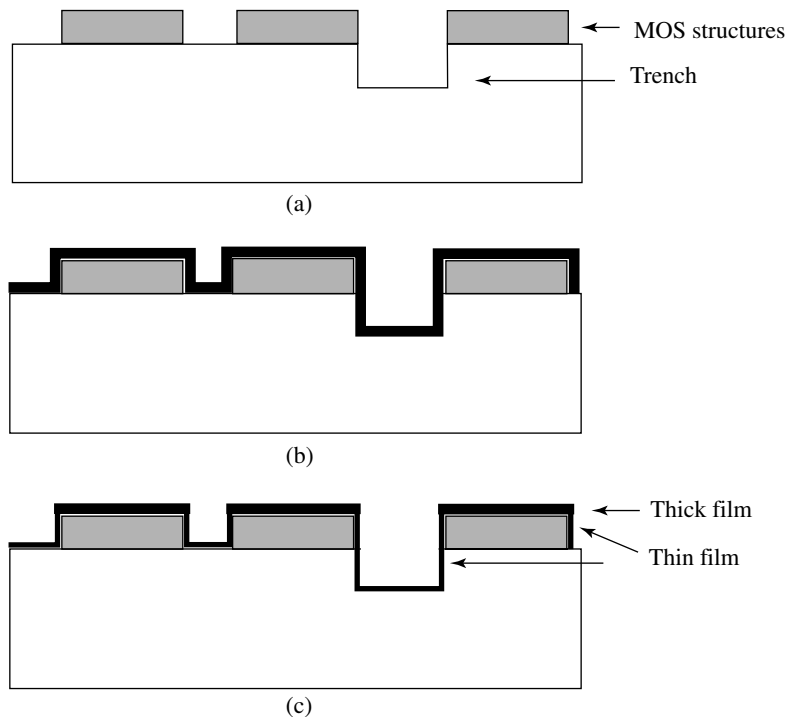 MOS structures
Trench
(a)
(b)
Thick film
Thin film
(c)